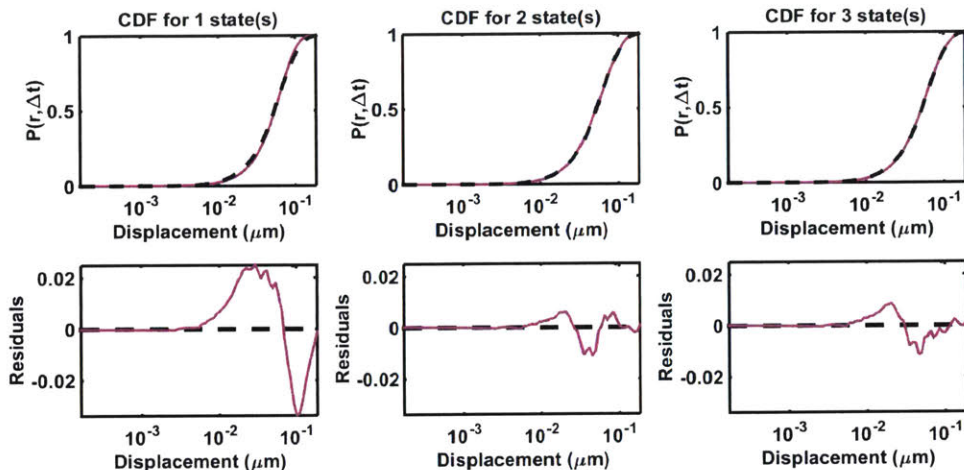 CDF for 1 state(s)
P(r,Δt)
1
0.5
0
10⁻³ 10⁻² 10⁻¹
Displacement (μm)
CDF for 2 state(s)
P(r,Δt)
1
0.5
0
10⁻³ 10⁻² 10⁻¹
Displacement (μm)
CDF for 3 state(s)
P(r,Δt)
1
0.5
0
10⁻³ 10⁻² 10⁻¹
Displacement (μm)
Residuals
0.02
0
-0.02
10⁻³ 10⁻² 10⁻¹
Displacement (μm)
Residuals
0.02
0
-0.02
10⁻³ 10⁻² 10⁻¹
Displacement (μm)
Residuals
0.02
0
-0.02
10⁻³ 10⁻² 10⁻¹
Displacement (μm)